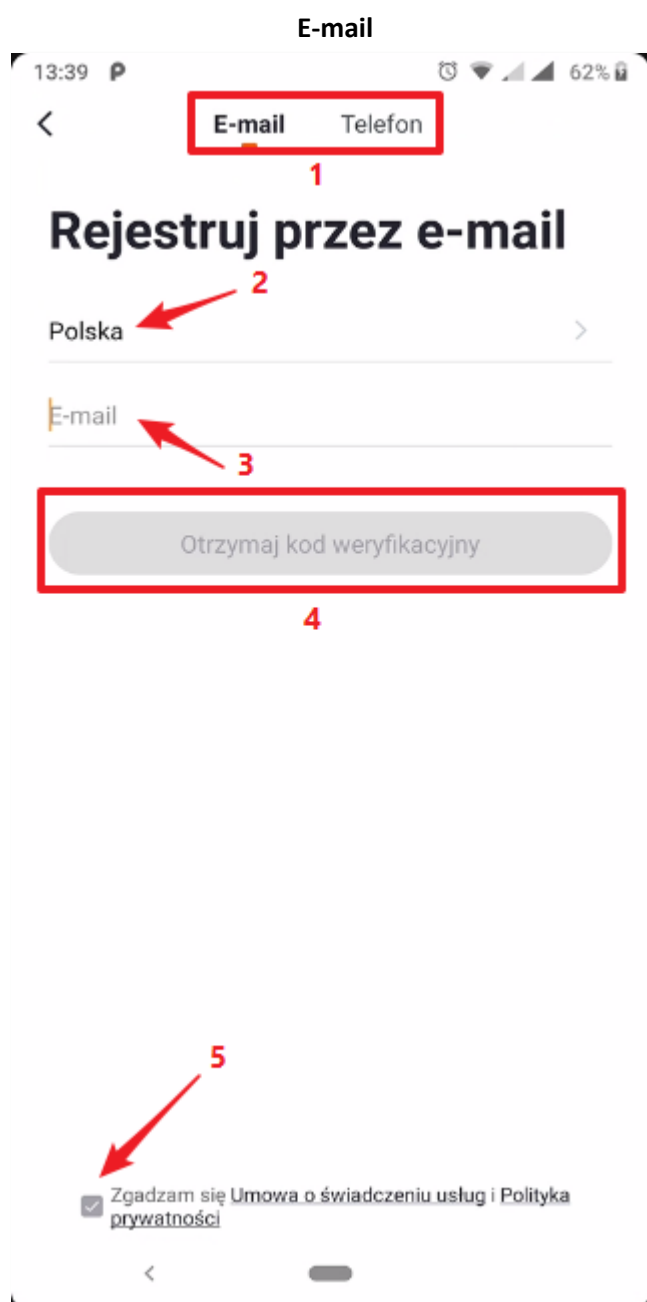 E-mail
13:39 P 62%
E-mail Telefon
1
Rejestruj przez e-mail
2
Polska
E-mail
3
Otrzymaj kod weryfikacyjny
4
5
Zgadzam się Umowa o świadczeniu usług i Polityka
prywatności